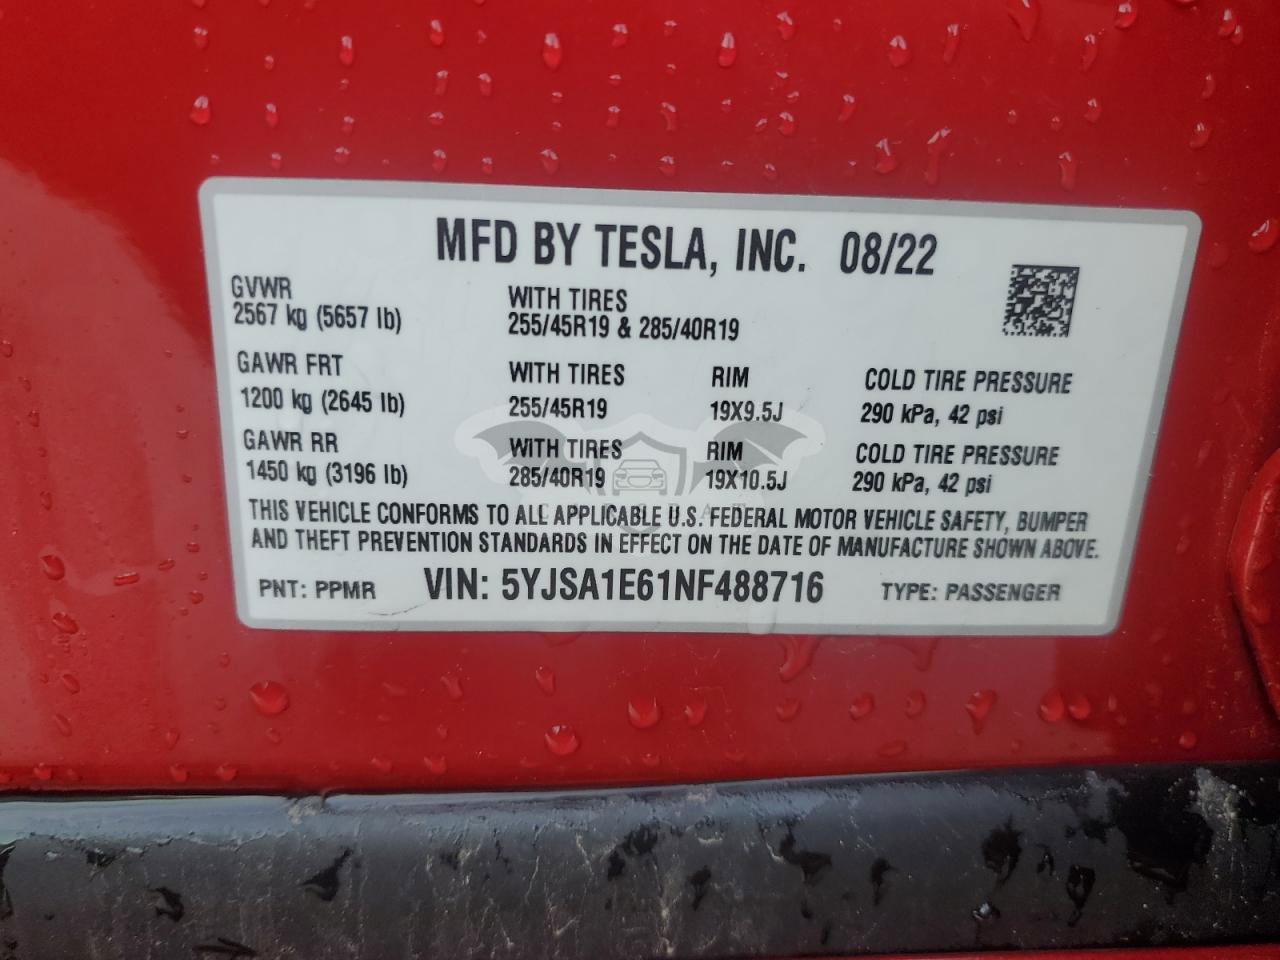 MFD BY TESLA, INC. 08/22
GVWR
2567 kg (5657 lb)
WITH TIRES
255/45R19 & 285/40R19
GAWR FRT
1200 kg (2645 lb)
WITH TIRES
255/45R19
RIM
19X9.5J
COLD TIRE PRESSURE
290 kPa, 42 psi
GAWR RR
1450 kg (3196 lb)
WITH TIRES
285/40R19
RIM
19X10.5J
COLD TIRE PRESSURE
290 kPa, 42 psi
THIS VEHICLE CONFORMS TO ALL APPLICABLE U.S. FEDERAL MOTOR VEHICLE SAFETY, BUMPER
AND THEFT PREVENTION STANDARDS IN EFFECT ON THE DATE OF MANUFACTURE SHOWN ABOVE.
PNT: PPMR VIN: 5YJSA1E61NF488716 TYPE: PASSENGER